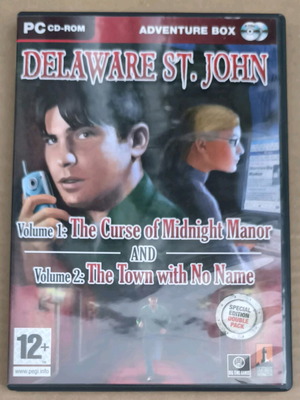 PC CD-ROM
ADVENTURE BOX
DELAWARE ST. JOHN
Volume 1: The Curse of Midnight Manor
AND
Volume 2: The Town with No Name
SPECIAL
EDITION
DOUBLE
PACK
12+
www.pegi.info